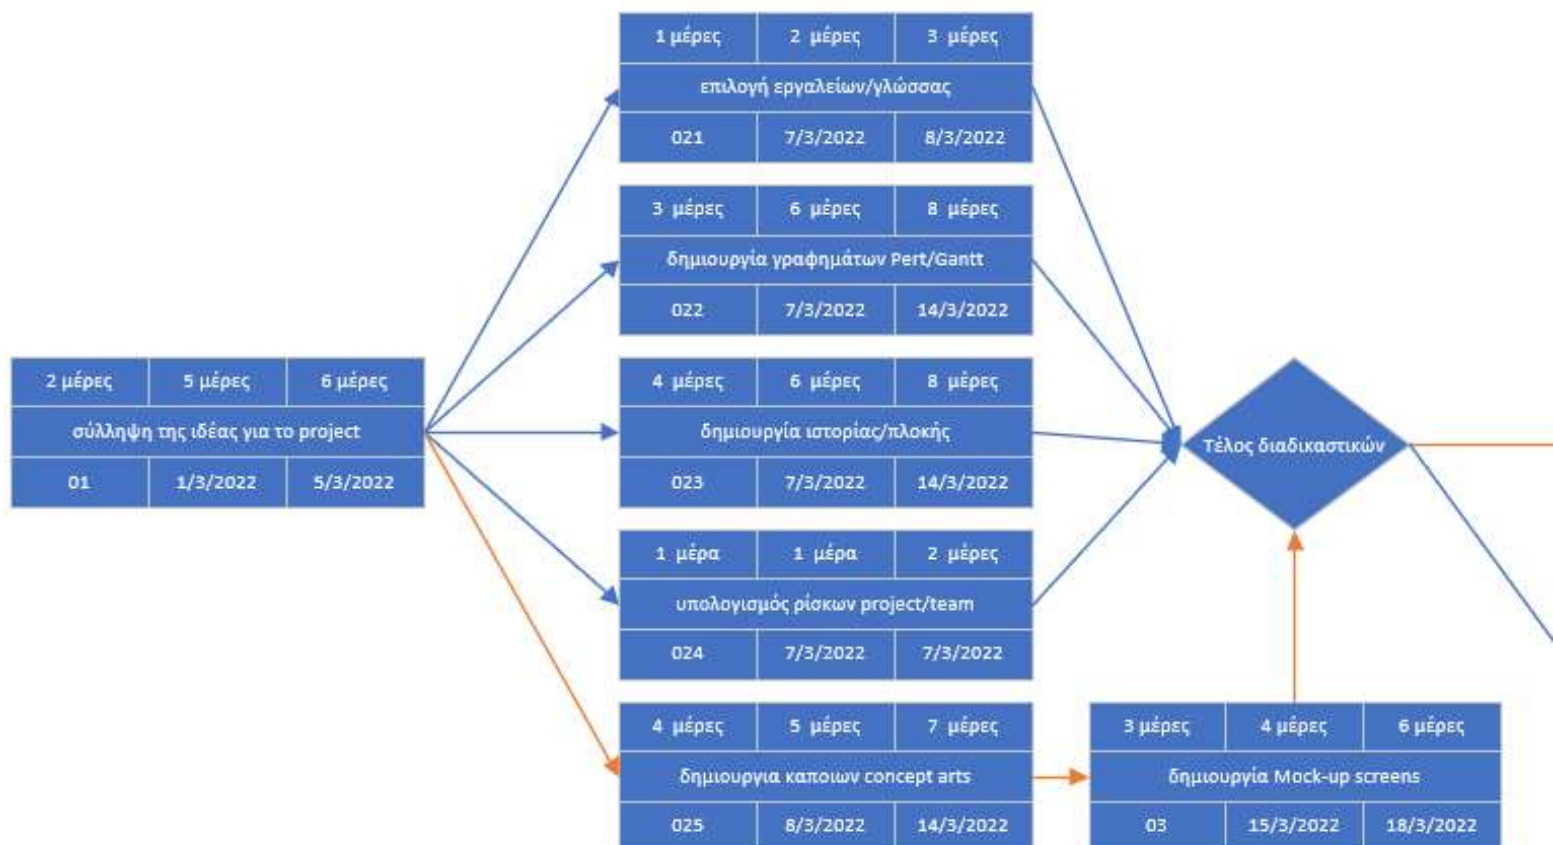 1 μέρες 2 μέρες 3 μέρες
επιλογή εργαλείων/γλώσσας
021 7/3/2022 8/3/2022
3 μέρες 6 μέρες 8 μέρες
δημιουργία γραφημάτων Pert/Gantt
022 7/3/2022 14/3/2022
2 μέρες 5 μέρες 6 μέρες
σύλληψη της ιδέας για το project
01 1/3/2022 5/3/2022
4 μέρες 6 μέρες 8 μέρες
δημιουργία ιστορίας/πλοκής
023 7/3/2022 14/3/2022
Τέλος διαδικαστικών
1 μέρα 1 μέρα 2 μέρες
υπολογισμός ρίσκων project/team
024 7/3/2022 7/3/2022
4 μέρες 5 μέρες 7 μέρες
δημιουργια καποιων concept arts
025 8/3/2022 14/3/2022
3 μέρες 4 μέρες 6 μέρες
δημιουργία Mock-up screens
03 15/3/2022 18/3/2022